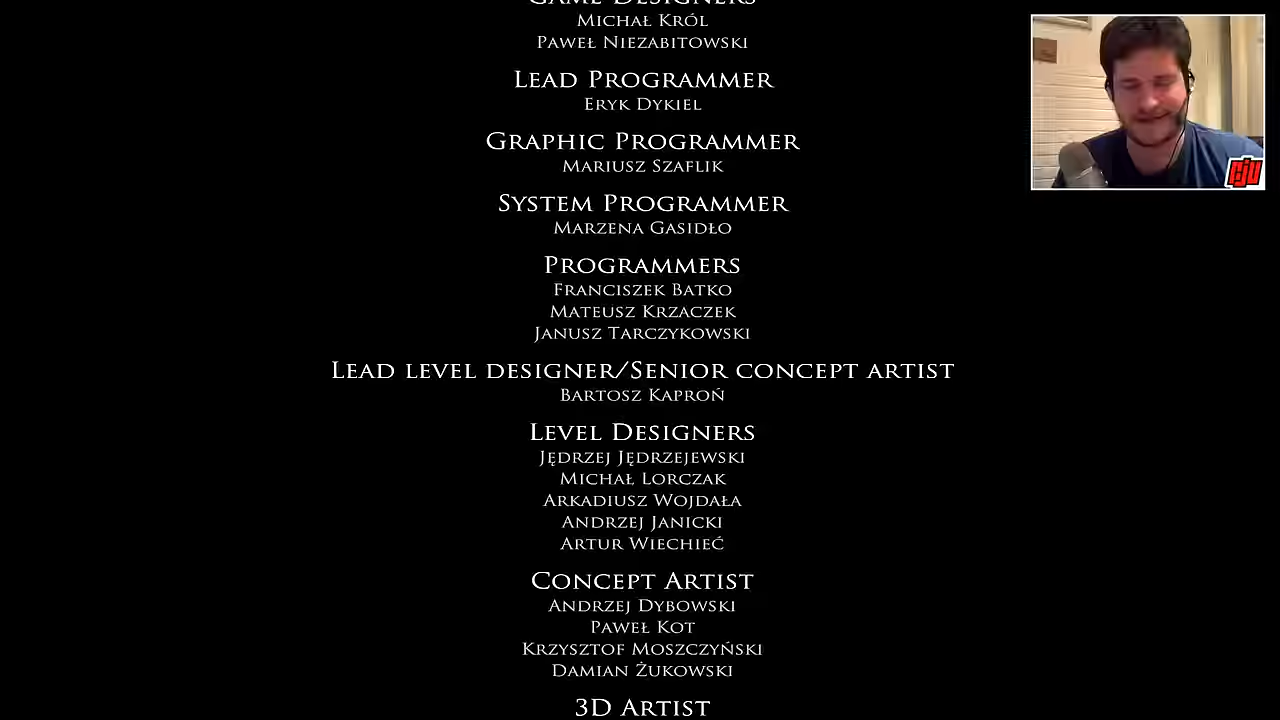 Game Designers
Michał Król
Paweł Niezabitowski
Lead Programmer
Eryk Dykiel
Graphic Programmer
Mariusz Szaflik
System Programmer
Marzena Gasidło
Programmers
Franciszek Batko
Mateusz Krzaczek
Janusz Tarczykowski
Lead level designer/Senior concept artist
Bartosz Kaproń
Level Designers
Jędrzej Jędrzejewski
Michał Lorczak
Arkadiusz Wojdała
Andrzej Janicki
Artur Wiechieć
Concept Artist
Andrzej Dybowski
Paweł Kot
Krzysztof Moszczyński
Damian Żukowski
3D Artist